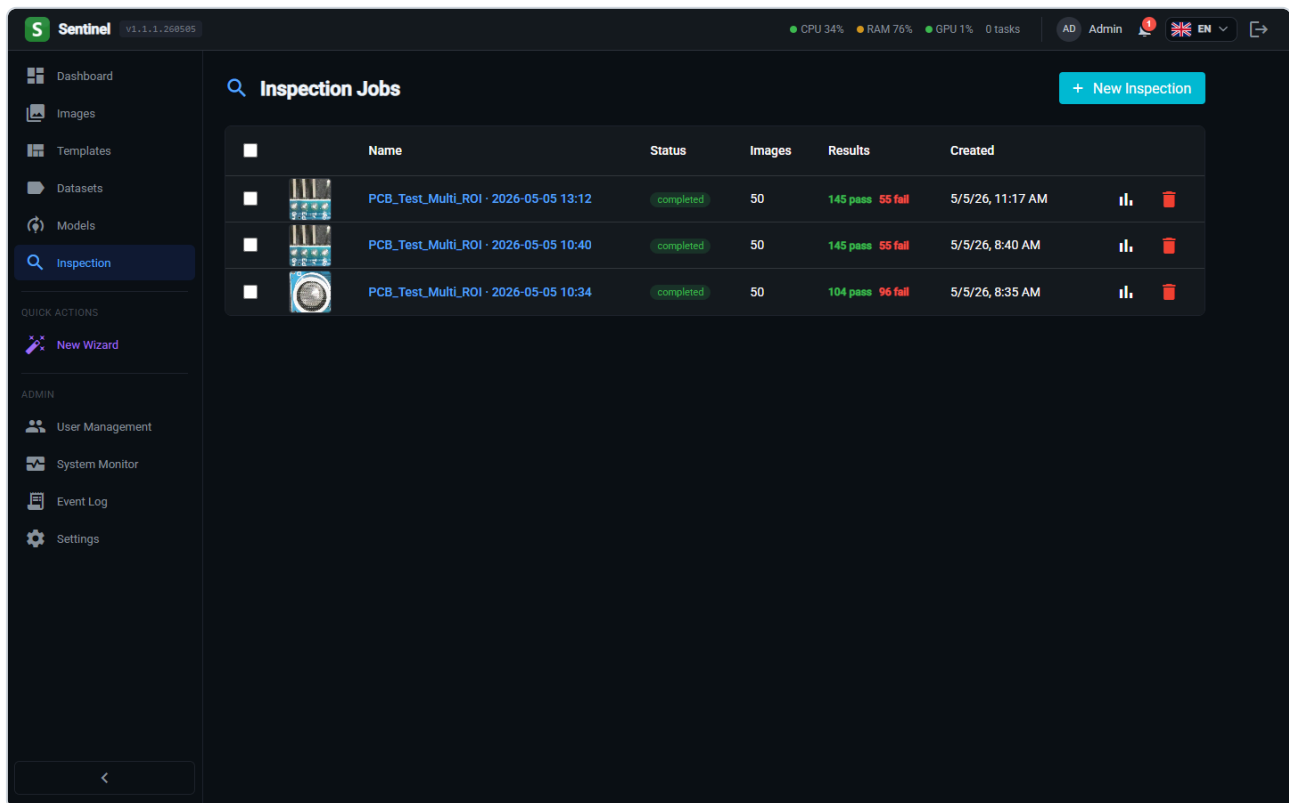 S Sentinel v1.1.1.260505
CPU 34% RAM 76% GPU 1% 0 tasks AD Admin 1 EN
Dashboard
Images
Templates
Datasets
Models
Inspection
QUICK ACTIONS
New Wizard
ADMIN
User Management
System Monitor
Event Log
Settings
Inspection Jobs
+ New Inspection
Name Status Images Results Created
PCB_Test_Multi_ROI · 2026-05-05 13:12 completed 50 145 pass 55 fail 5/5/26, 11:17 AM
PCB_Test_Multi_ROI · 2026-05-05 10:40 completed 50 145 pass 55 fail 5/5/26, 8:40 AM
PCB_Test_Multi_ROI · 2026-05-05 10:34 completed 50 104 pass 96 fail 5/5/26, 8:35 AM